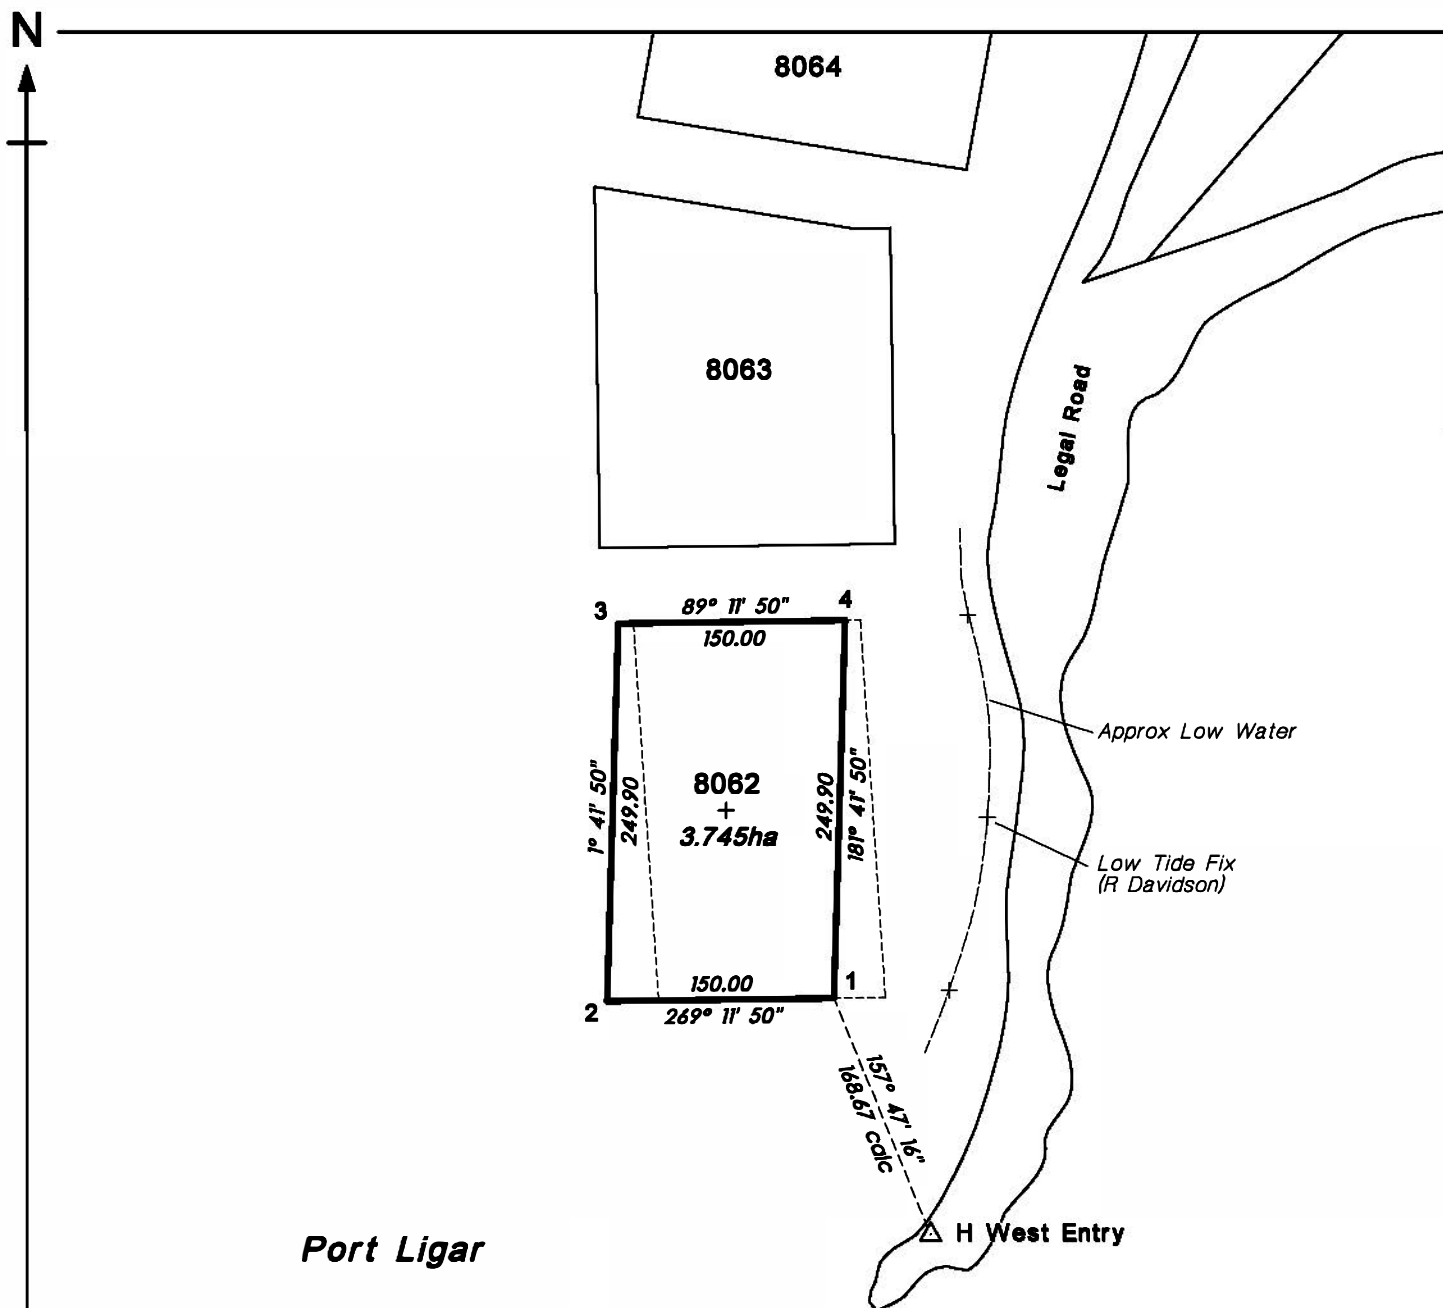 N
8064
8063
Legal Road
3
89° 11' 50"
4
150.00
Approx Low Water
1° 41' 50"
249.90
8062
3.745ha
249.90
181° 41' 50"
Low Tide Fix
(R Davidson)
150.00
1
2
269° 11' 50"
157° 47' 16"
168.67 calc
H West Entry
Port Ligar